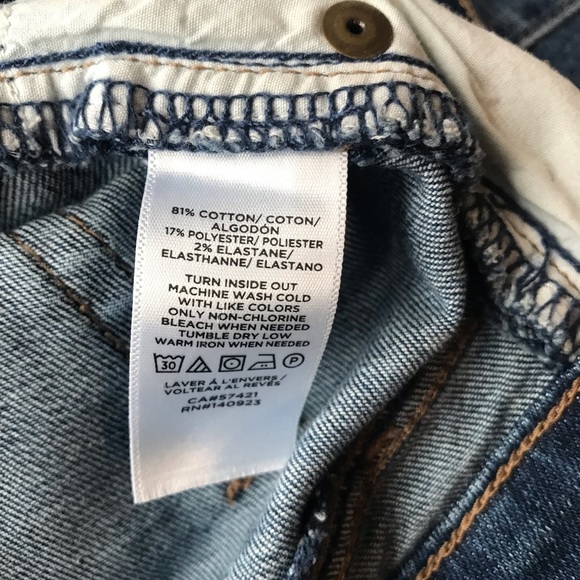 81% COTTON/ COTON/
ALGODÓN
17% POLYESTER/ POLIESTER
2% ELASTANE/
ELASTHANNE/ ELASTANO
TURN INSIDE OUT
MACHINE WASH COLD
WITH LIKE COLORS
ONLY NON-CHLORINE
BLEACH WHEN NEEDED
TUMBLE DRY LOW
WARM IRON WHEN NEEDED
30 P
LAVER À L'ENVERS/
VOLTEAR AL REVÉS
CA#57421
RN#140923